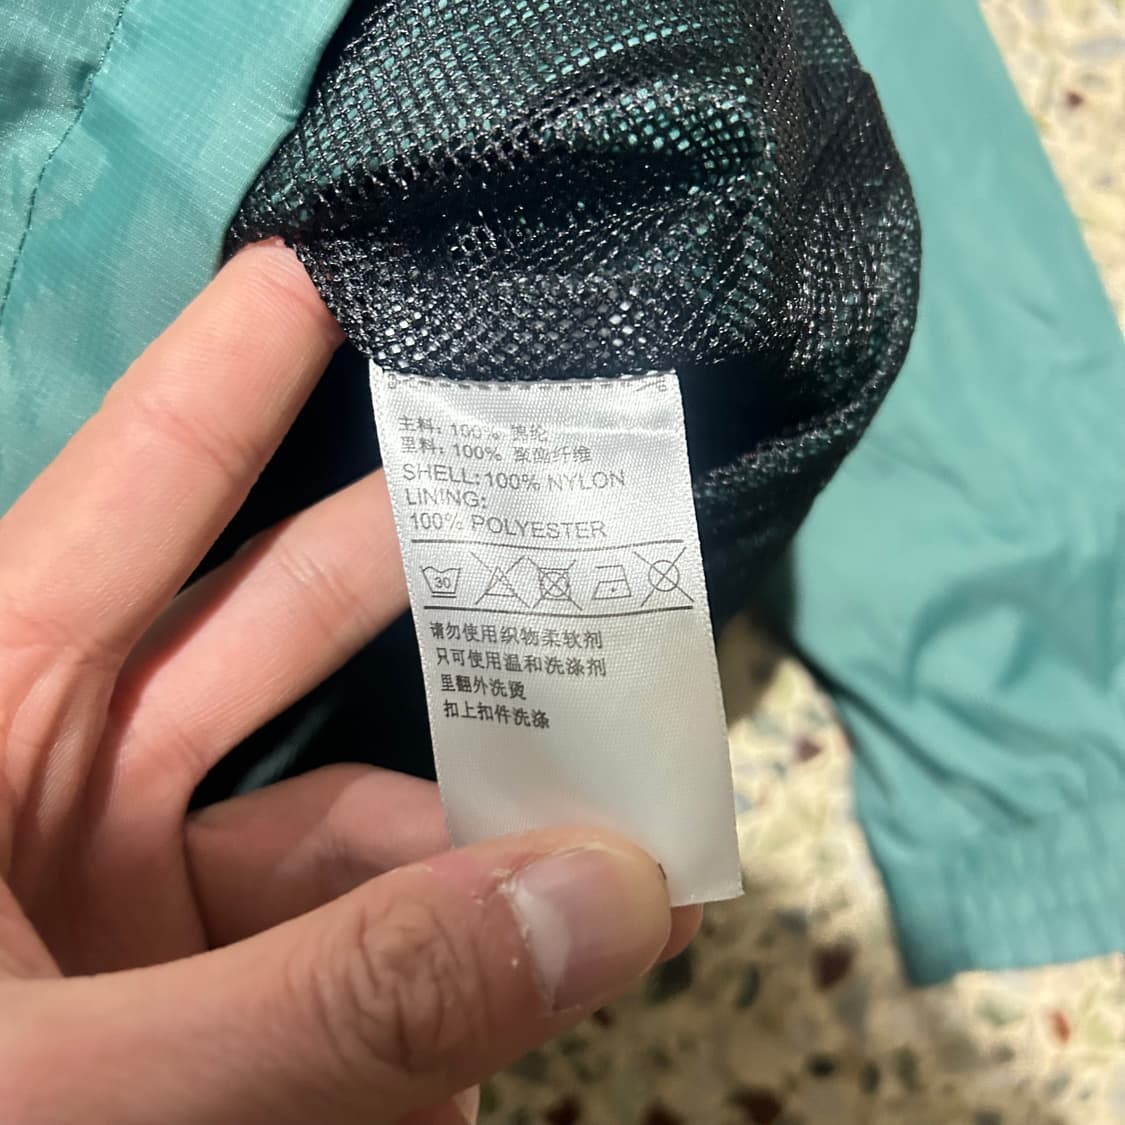 主料: 100% 锦纶
里料: 100% 聚酯纤维
SHELL: 100% NYLON
LINING:
100% POLYESTER
30
请勿使用织物柔软剂
只可使用温和洗涤剂
里翻外洗烫
扣上扣件洗涤